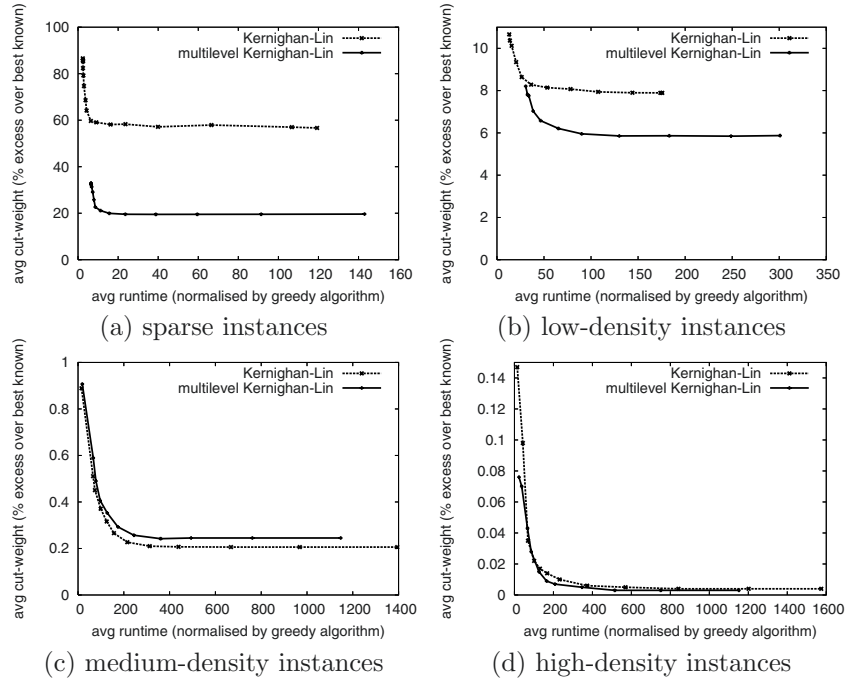 avg cut-weight (% excess over best known)
100
80
60
40
20
0
Kernighan-Lin
multilevel Kernighan-Lin
0 20 40 60 80 100 120 140 160
avg runtime (normalised by greedy algorithm)
(a) sparse instances
avg cut-weight (% excess over best known)
10
8
6
4
2
0
Kernighan-Lin
multilevel Kernighan-Lin
0 50 100 150 200 250 300 350
avg runtime (normalised by greedy algorithm)
(b) low-density instances
avg cut-weight (% excess over best known)
1
0.8
0.6
0.4
0.2
0
Kernighan-Lin
multilevel Kernighan-Lin
0 200 400 600 800 1000 1200 1400
avg runtime (normalised by greedy algorithm)
(c) medium-density instances
avg cut-weight (% excess over best known)
0.14
0.12
0.1
0.08
0.06
0.04
0.02
0
Kernighan-Lin
multilevel Kernighan-Lin
0 200 400 600 800 1000 1200 1400 1600
avg runtime (normalised by greedy algorithm)
(d) high-density instances